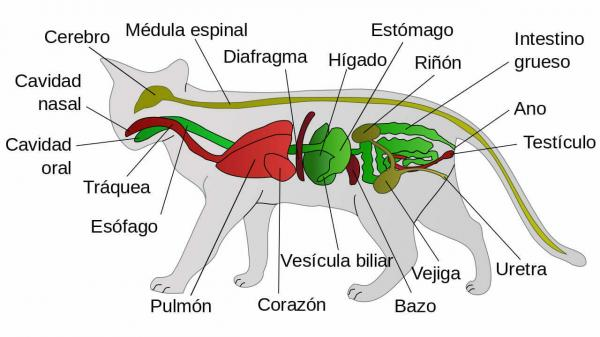 Cerebro
Médula espinal
Diafragma
Hígado
Estómago
Riñón
Intestino
grueso
Cavidad
nasal
Ano
Cavidad
oral
Testículo
Tráquea
Esófago
Vesícula biliar
Vejiga
Uretra
Pulmón
Corazón
Bazo